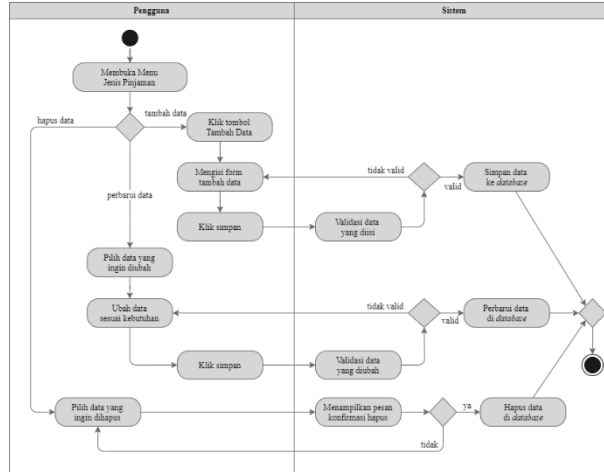 Pengguna
Sistem
Membuka Menu
Jenis Pinjaman
hapus data
tambah data
Klik tombol
Tambah Data
Mengisi form
tambah data
tidak valid
valid
Simpan data
ke database
perbarui data
Klik simpan
Validasi data
yang diisi
Pilih data yang
ingin diubah
Ubah data
sesuai kebutuhan
tidak valid
valid
Perbarui data
di database
Klik simpan
Validasi data
yang diubah
Pilih data yang
ingin dihapus
Menampilkan pesan
konfirmasi hapus
ya
Hapus data
di database
tidak